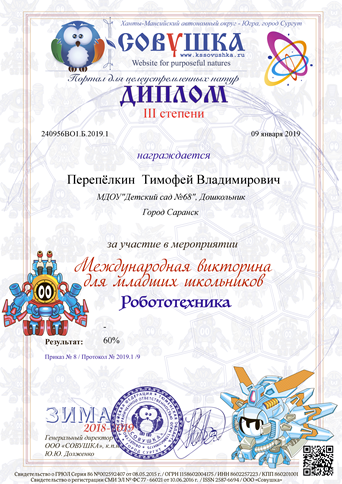 Ханты-Мансийский автономный округ - Югра, город Сургут
СОВУШКА
www.kssovushka.ru
Website for purposeful natures
Портал для целеустремленных натур
ДИПЛОМ
III степени
240956ВО1.Б.2019.1 09 января 2019
награждается
Перепёлкин Тимофей Владимирович
МДОУ"Детский сад №68", Дошкольник
Город Саранск
за участие в мероприятии
Международная викторина
для младших школьников
Робототехника
-
Результат: 60%
Приказ № 8 / Протокол № 2019.1/9
ЗИМА
2018-2019
Генеральный директор
ООО «СОВУШКА», к.п.н.
Ю.Ю. Долженко
Свидетельство о ГРЮЛ Серия 86 №002592407 от 08.05.2015 г./ ОГРН 1158602004175 / ИНН 8602257223 / КПП 860201001
Свидетельство о регистрации СМИ ЭЛ № ФС 77 - 66021 от 10.06.2016 г. / ISSN 2587-6694 / ООО «Совушка»